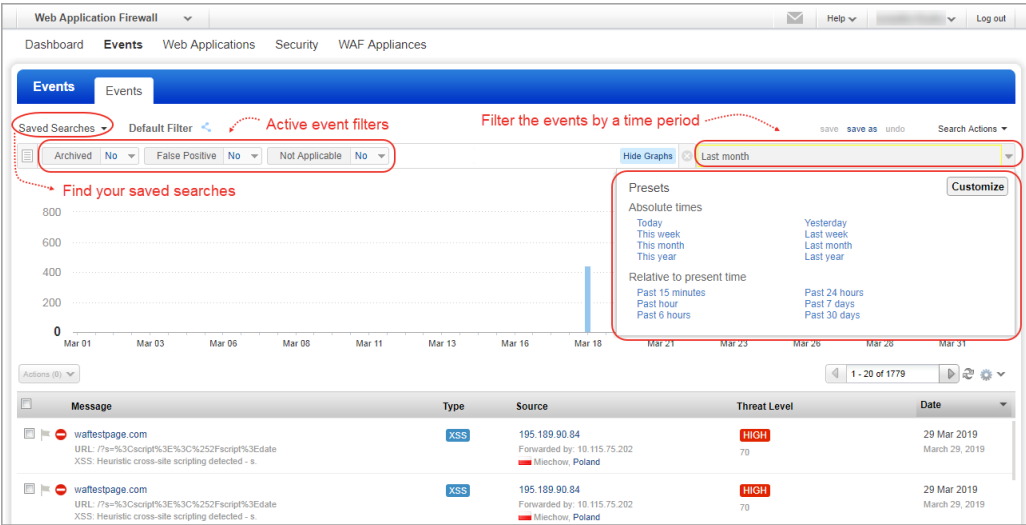 Web Application Firewall
Help
Log out
Dashboard Events Web Applications Security WAF Appliances
Events Events
Saved Searches Default Filter Active event filters Filter the events by a time period save save as undo Search Actions
Archived No False Positive No Not Applicable No Hide Graphs Last month
Find your saved searches
Presets Customize
Absolute times
Today Yesterday
This week Last week
This month Last month
This year Last year
Relative to present time
Past 15 minutes Past 24 hours
Past hour Past 7 days
Past 6 hours Past 30 days
800
600
400
200
0
Mar 01 Mar 03 Mar 06 Mar 08 Mar 11 Mar 13 Mar 16 Mar 18 Mar 21 Mar 23 Mar 26 Mar 28 Mar 31
Actions (0) 1 - 20 of 1779
Message Type Source Threat Level Date
waftestpage.com XSS 195.189.90.84 HIGH 29 Mar 2019
URL: /?s=%3Cscript%3E%3C%252Fscript%3Edate Forwarded by: 10.115.75.202 70 March 29, 2019
XSS: Heuristic cross-site scripting detected - s. Miechow, Poland
waftestpage.com XSS 195.189.90.84 HIGH 29 Mar 2019
URL: /?s=%3Cscript%3E%3C%252Fscript%3Edate Forwarded by: 10.115.75.202 70 March 29, 2019
XSS: Heuristic cross-site scripting detected - s. Miechow, Poland